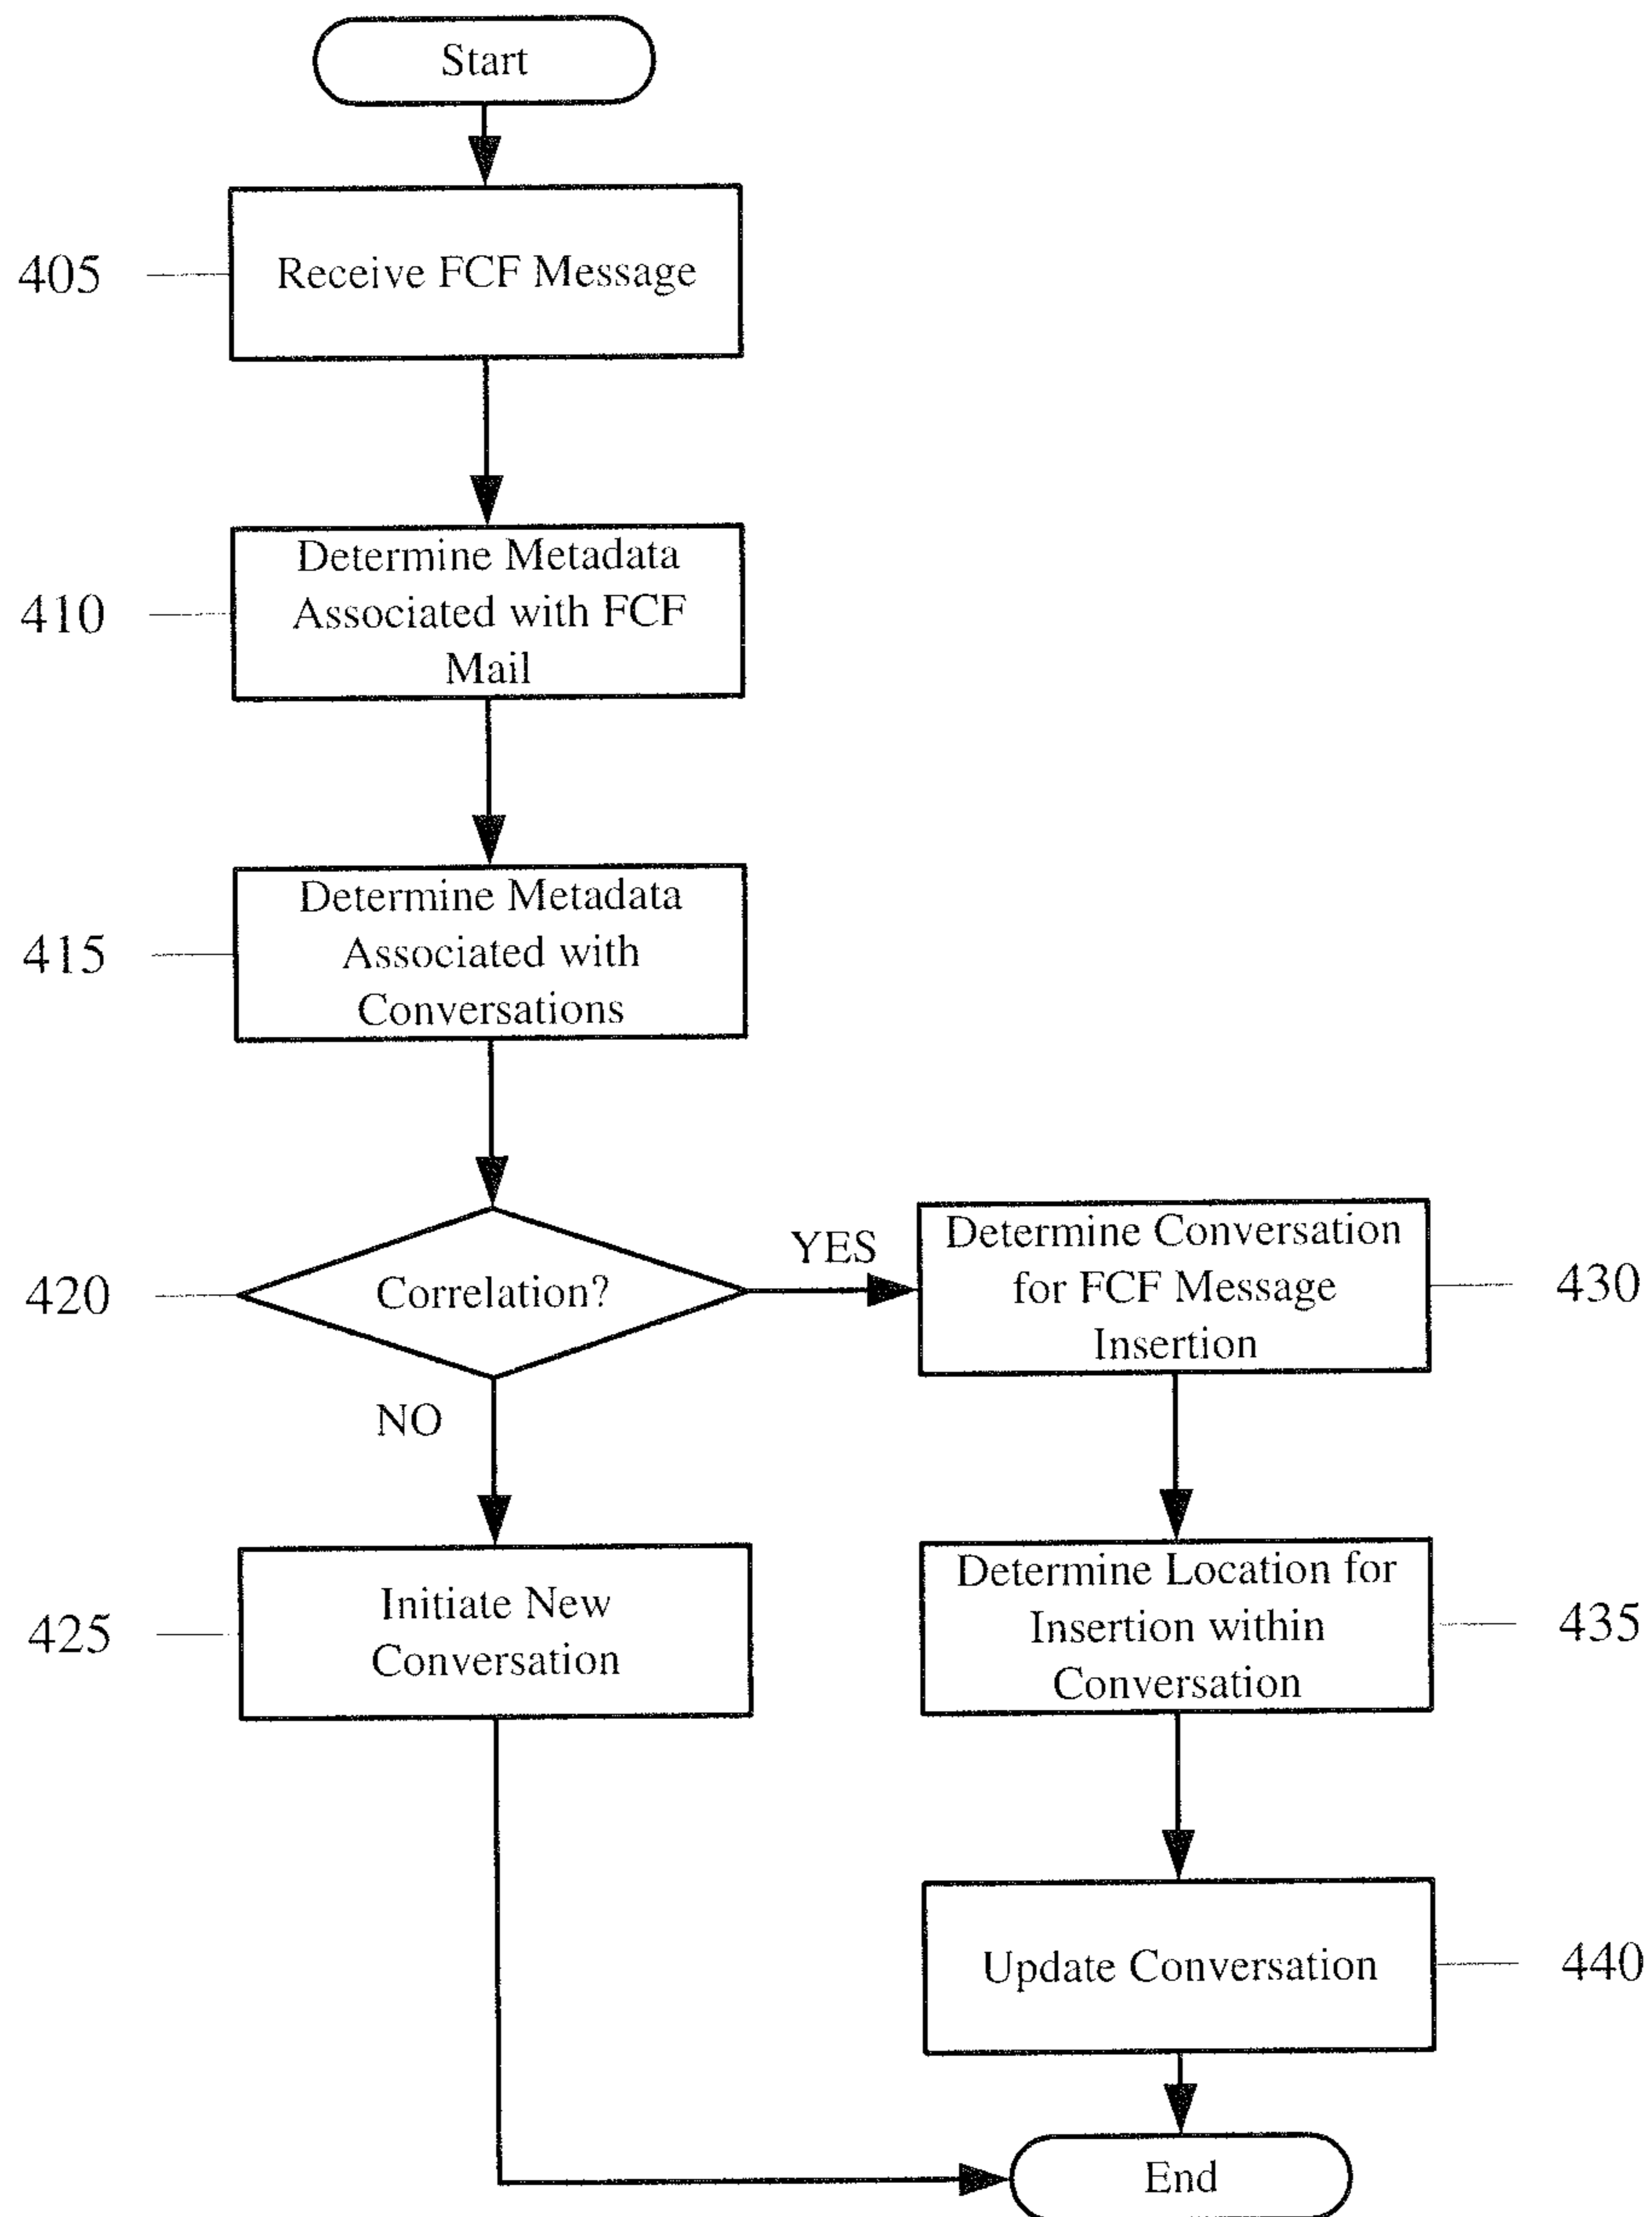 Start
405
Receive FCF Message
410
Determine Metadata
Associated with FCF
Mail
415
Determine Metadata
Associated with
Conversations
420
Correlation?
YES
NO
Determine Conversation
for FCF Message
Insertion
430
425
Initiate New
Conversation
Determine Location for
Insertion within
Conversation
435
Update Conversation
440
End